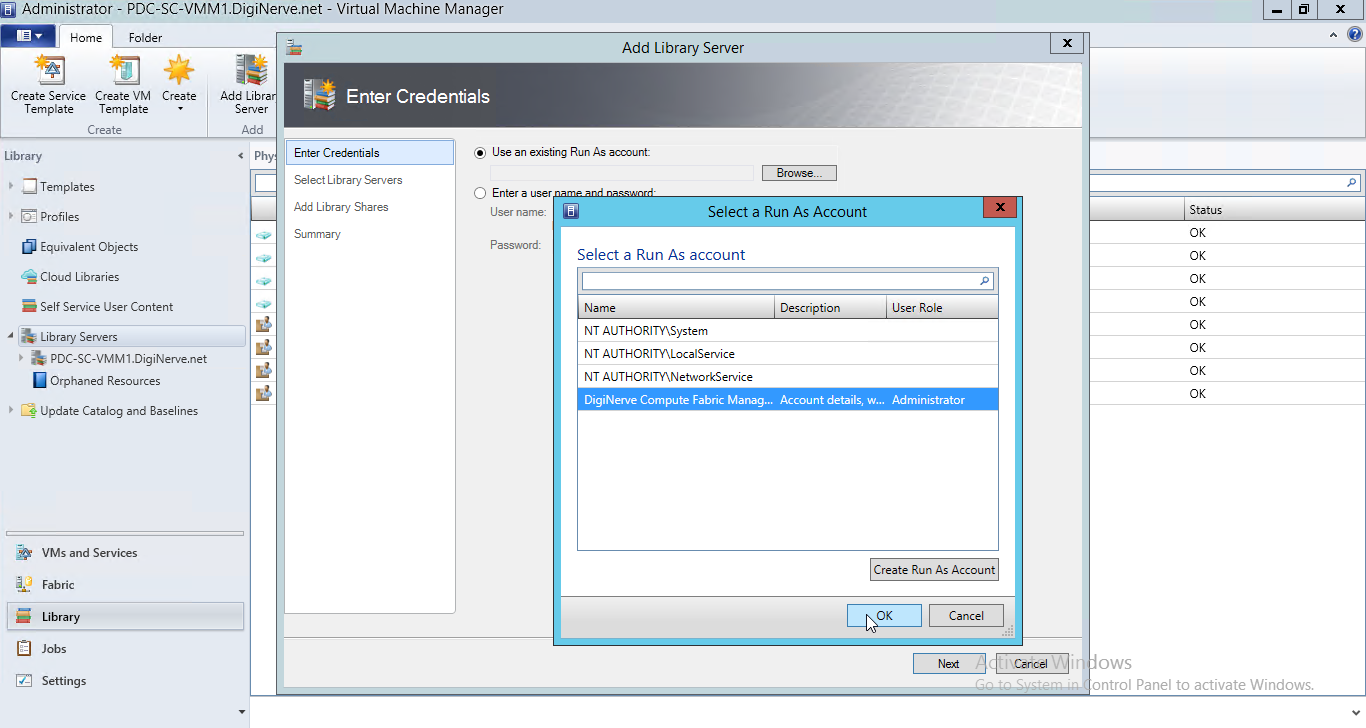 Administrator - PDC-SC-VMM1.DigiNerve.net - Virtual Machine Manager
Home
Folder
Create Service Template
Create VM Template
Create
Add Librar
Server
Create
Add
Library
Phys
Templates
Profiles
Equivalent Objects
Cloud Libraries
Self Service User Content
Library Servers
PDC-SC-VMM1.DigiNerve.net
Orphaned Resources
Update Catalog and Baselines
VMs and Services
Fabric
Library
Jobs
Settings
Add Library Server
Enter Credentials
Enter Credentials
Select Library Servers
Add Library Shares
Summary
Use an existing Run As account:
Browse...
Enter a user name and password:
User name:
Password:
Select a Run As Account
Select a Run As account
Name
Description
User Role
NT AUTHORITY\System
NT AUTHORITY\LocalService
NT AUTHORITY\NetworkService
DigiNerve Compute Fabric Manag...
Account details, w...
Administrator
Create Run As Account
OK
Cancel
Next
Cancel
Status
OK
OK
OK
OK
OK
OK
OK
OK
Activate Windows
Go to System in Control Panel to activate Windows.